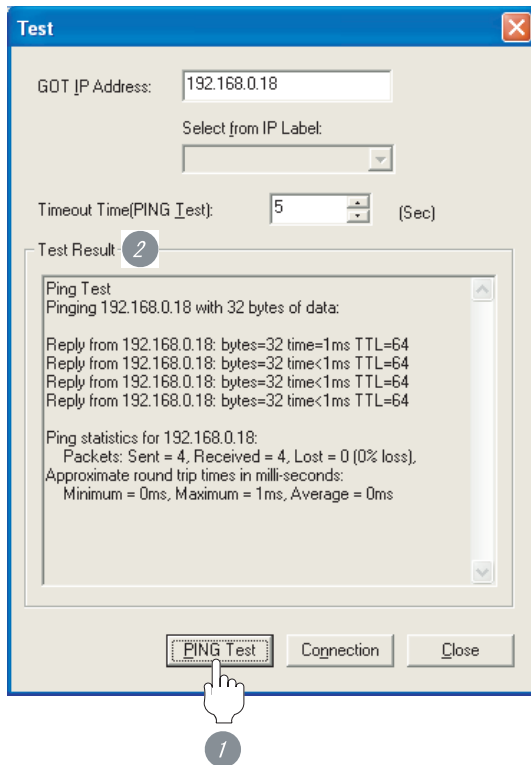 Test
GOT IP Address: 192.168.0.18
Select from IP Label:
Timeout Time(PING Test): 5 (Sec)
Test Result 2
Ping Test
Pinging 192.168.0.18 with 32 bytes of data:
Reply from 192.168.0.18: bytes=32 time=1ms TTL=64
Reply from 192.168.0.18: bytes=32 time<1ms TTL=64
Reply from 192.168.0.18: bytes=32 time<1ms TTL=64
Reply from 192.168.0.18: bytes=32 time<1ms TTL=64
Ping statistics for 192.168.0.18:
Packets: Sent = 4, Received = 4, Lost = 0 (0% loss),
Approximate round trip times in milli-seconds:
Minimum = 0ms, Maximum = 1ms, Average = 0ms
PING Test Connection Close
1